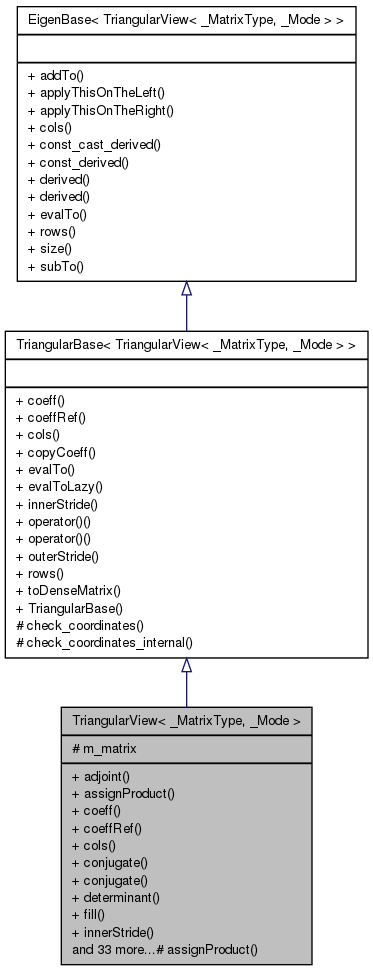 EigenBase< TriangularView< _MatrixType, _Mode > >
+ addTo()
+ applyThisOnTheLeft()
+ applyThisOnTheRight()
+ cols()
+ const_cast_derived()
+ const_derived()
+ derived()
+ derived()
+ evalTo()
+ rows()
+ size()
+ subTo()
TriangularBase< TriangularView< _MatrixType, _Mode > >
+ coeff()
+ coeffRef()
+ cols()
+ copyCoeff()
+ evalTo()
+ evalToLazy()
+ innerStride()
+ operator()()
+ operator()()
+ outerStride()
+ rows()
+ toDenseMatrix()
+ TriangularBase()
# check_coordinates()
# check_coordinates_internal()
TriangularView< _MatrixType, _Mode >
# m_matrix
+ adjoint()
+ assignProduct()
+ coeff()
+ coeffRef()
+ cols()
+ conjugate()
+ conjugate()
+ determinant()
+ fill()
+ innerStride()
and 33 more...# assignProduct()